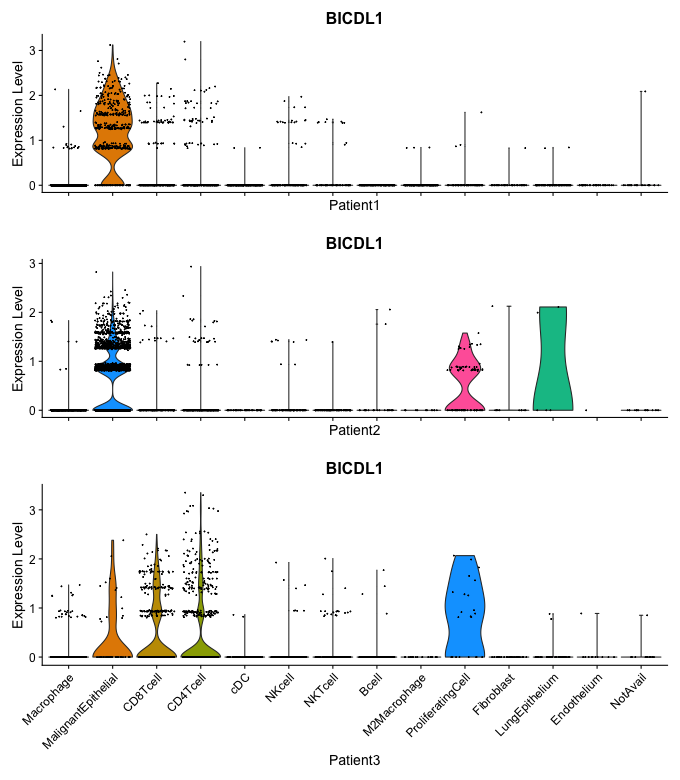 BICDL1
Expression Level
3
2
1
0
Patient1
BICDL1
Expression Level
3
2
1
0
Patient2
BICDL1
Expression Level
3
2
1
0
Macrophage
MalignantEpithelial
CD8Tcell
CD4Tcell
cDC
NKcell
NKTcell
Bcell
M2Macrophage
ProliferatingCell
Fibroblast
LungEpithelium
Endothelium
NotAvail
Patient3